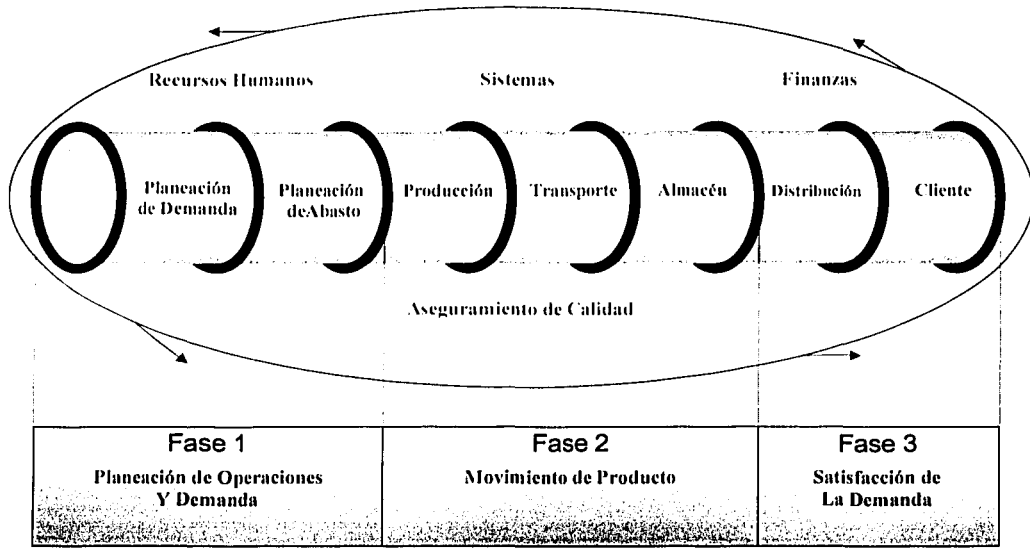 Recursos Humanos
Sistemas
Finanzas
Planeación
de Demanda
Planeación
deAbasto
Producción
Transporte
Almacén
Distribución
Cliente
Aseguramiento de Calidad
Fase 1
Planeación de Operaciones
Y Demanda
Fase 2
Movimiento de Producto
Fase 3
Satisfacción de
La Demanda